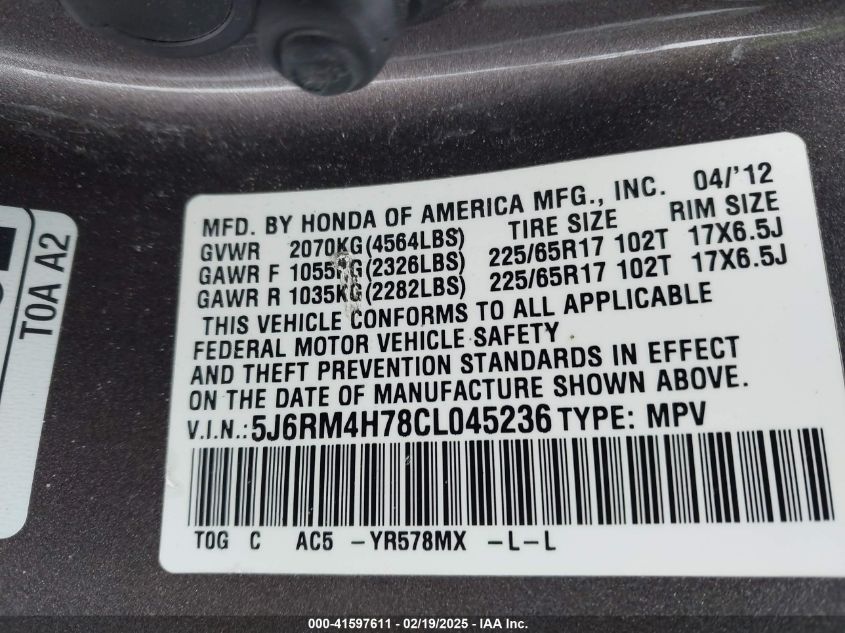 MFD. BY HONDA OF AMERICA MFG., INC. 04/'12
GVWR 2070KG(4564LBS) TIRE SIZE RIM SIZE
GAWR F 1055KG(2326LBS) 225/65R17 102T 17X6.5J
GAWR R 1035KG(2282LBS) 225/65R17 102T 17X6.5J
THIS VEHICLE CONFORMS TO ALL APPLICABLE
FEDERAL MOTOR VEHICLE SAFETY
AND THEFT PREVENTION STANDARDS IN EFFECT
ON THE DATE OF MANUFACTURE SHOWN ABOVE.
V.I.N.: 5J6RM4H78CL045236 TYPE: MPV
TOG C AC5 -YR578MX -L-L
TOA A2
000-41597611 - 02/19/2025 - IAA Inc.